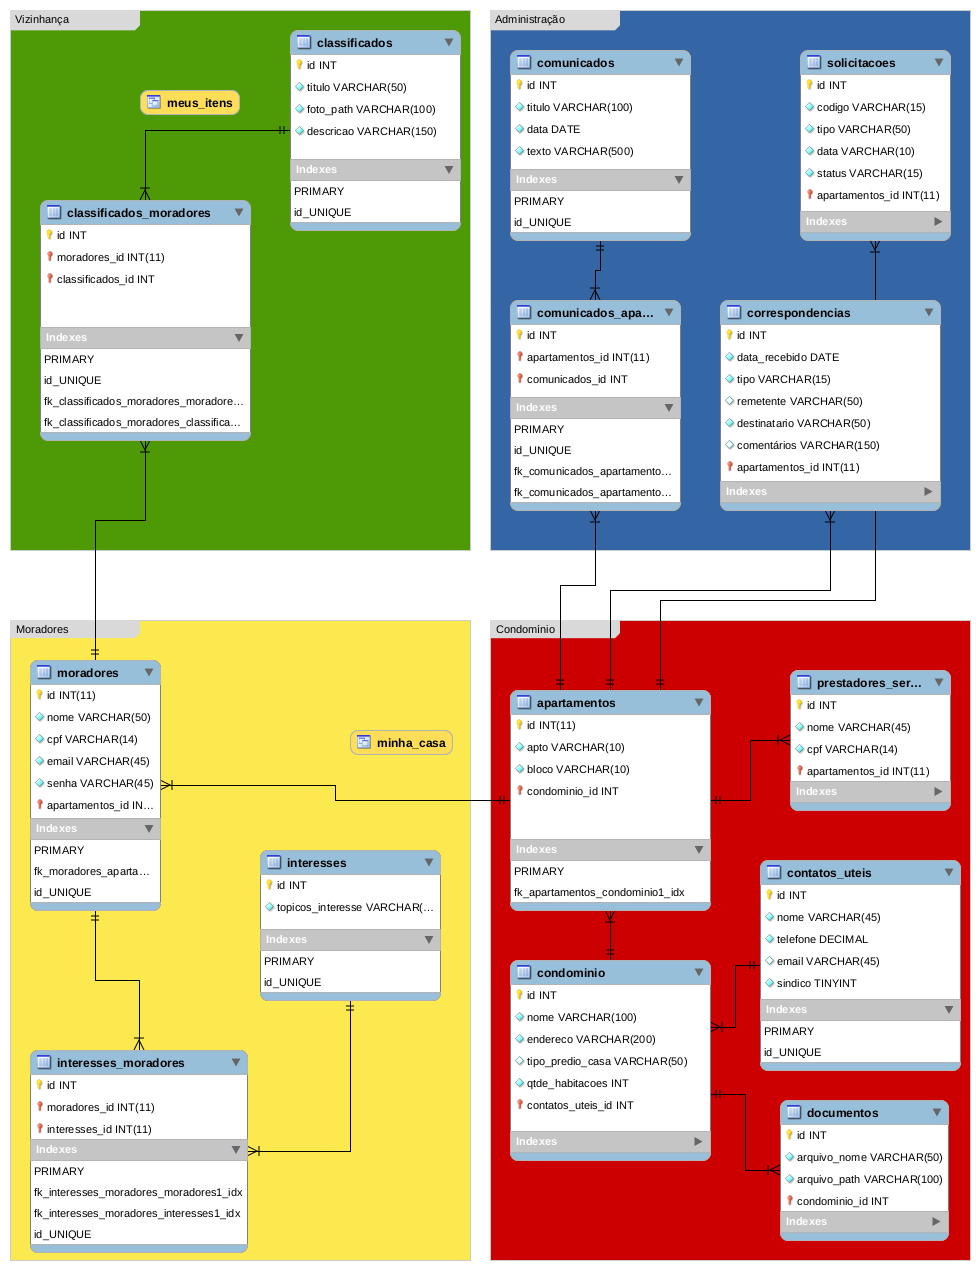 Vizinhança
classificados
id INT
titulo VARCHAR(50)
foto_path VARCHAR(100)
descricao VARCHAR(150)
Indexes
PRIMARY
id_UNIQUE
meus_itens
classificados_moradores
id INT
moradores_id INT(11)
classificados_id INT
Indexes
PRIMARY
id_UNIQUE
fk_classificados_moradores_moradore...
fk_classificados_moradores_classifica...
Administração
comunicados
id INT
titulo VARCHAR(100)
data DATE
texto VARCHAR(500)
Indexes
PRIMARY
id_UNIQUE
solicitacoes
id INT
codigo VARCHAR(15)
tipo VARCHAR(50)
data VARCHAR(10)
status VARCHAR(15)
apartamentos_id INT(11)
Indexes
comunicados_apa...
id INT
apartamentos_id INT(11)
comunicados_id INT
Indexes
PRIMARY
id_UNIQUE
fk_comunicados_apartamento...
fk_comunicados_apartamento...
correspondencias
id INT
data_recebido DATE
tipo VARCHAR(15)
remetente VARCHAR(50)
destinatario VARCHAR(50)
comentários VARCHAR(150)
apartamentos_id INT(11)
Indexes
Moradores
moradores
id INT(11)
nome VARCHAR(50)
cpf VARCHAR(14)
email VARCHAR(45)
senha VARCHAR(45)
apartamentos_id IN...
Indexes
PRIMARY
fk_moradores_aparta...
id_UNIQUE
minha_casa
interesses
id INT
topicos_interesse VARCHAR(...
Indexes
PRIMARY
id_UNIQUE
interesses_moradores
id INT
moradores_id INT(11)
interesses_id INT(11)
Indexes
PRIMARY
fk_interesses_moradores_moradores1_idx
fk_interesses_moradores_interesses1_idx
id_UNIQUE
Condominio
apartamentos
id INT(11)
apto VARCHAR(10)
bloco VARCHAR(10)
condominio_id INT
Indexes
PRIMARY
fk_apartamentos_condominio1_idx
prestadores_ser...
id INT
nome VARCHAR(45)
cpf VARCHAR(14)
apartamentos_id INT(11)
Indexes
contatos_uteis
id INT
nome VARCHAR(45)
telefone DECIMAL
email VARCHAR(45)
sindico TINYINT
Indexes
PRIMARY
id_UNIQUE
condominio
id INT
nome VARCHAR(100)
endereco VARCHAR(200)
tipo_predio_casa VARCHAR(50)
qtde_habitacoes INT
contatos_uteis_id INT
Indexes
documentos
id INT
arquivo_nome VARCHAR(50)
arquivo_path VARCHAR(100)
condominio_id INT
Indexes